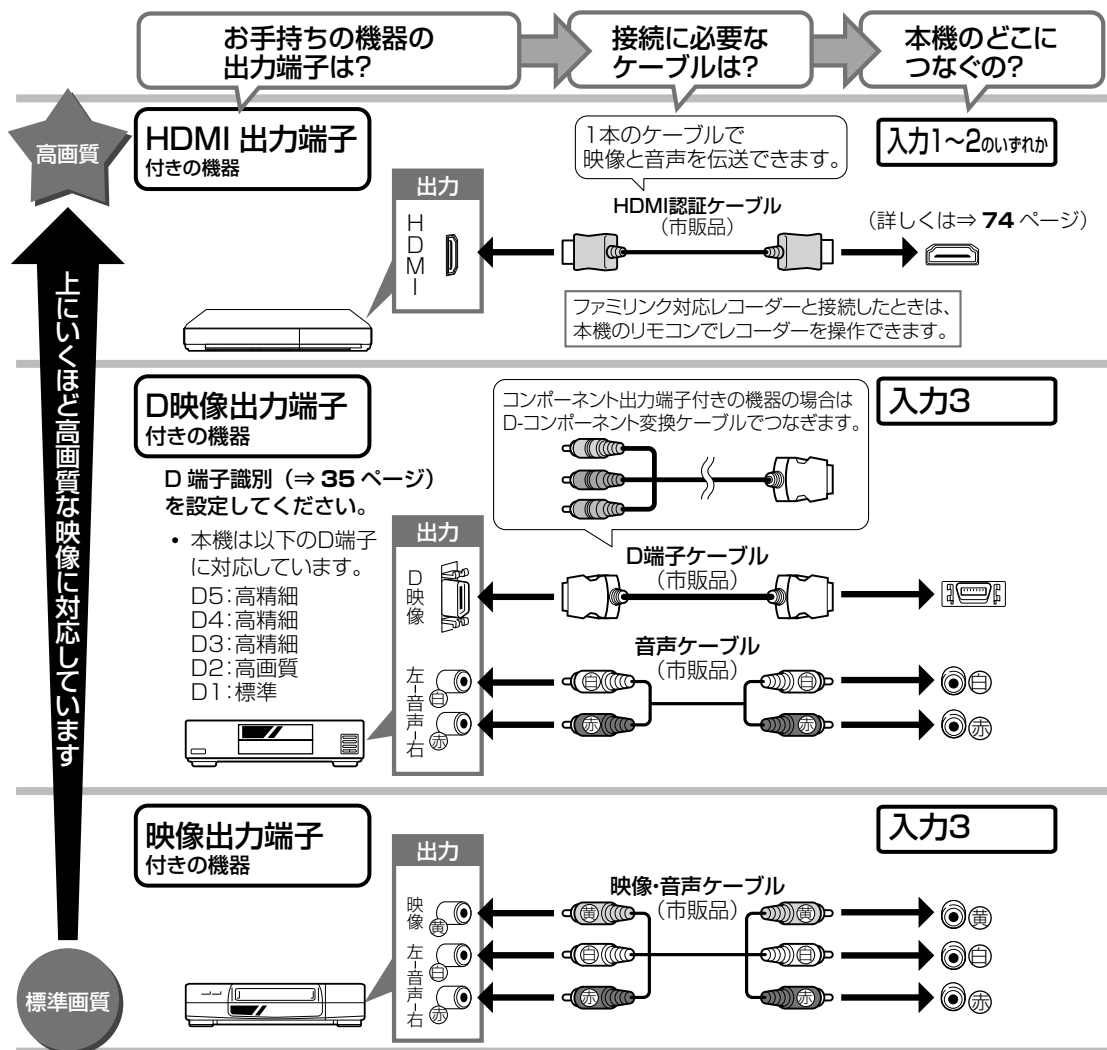 お手持ちの機器の
出力端子は?
接続に必要な
ケーブルは?
本機のどこに
つなぐの?
高画質
上にいくほど高画質な映像に対応しています
標準画質
HDMI 出力端子
付きの機器
出力
HDMI
1本のケーブルで
映像と音声を伝送できます。
HDMI認証ケーブル
（市販品）
入力1～2のいずれか
（詳しくは⇒ 74 ページ）
ファミリンク対応レコーダーと接続したときは、
本機のリモコンでレコーダーを操作できます。
D映像出力端子
付きの機器
D 端子識別（⇒ 35 ページ）
を設定してください。
• 本機は以下のD端子
に対応しています。
D5：高精細
D4：高精細
D3：高精細
D2：高画質
D1：標準
出力
D映像
左-音声-右
白
赤
コンポーネント出力端子付きの機器の場合は
D-コンポーネント変換ケーブルでつなぎます。
D端子ケーブル
（市販品）
音声ケーブル
（市販品）
白 白
赤 赤
入力3
白
赤
映像出力端子
付きの機器
出力
映像
黄
左-音声-右
白
赤
映像・音声ケーブル
（市販品）
黄 黄
白 白
赤 赤
入力3
黄
白
赤